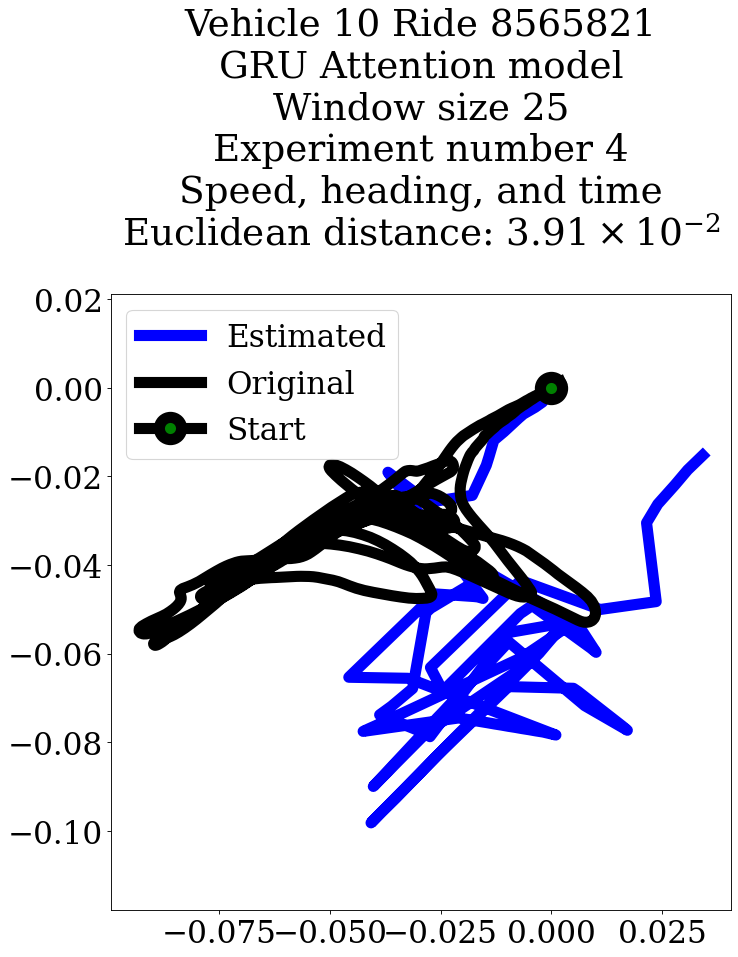 Vehicle 10 Ride 8565821
GRU Attention model
Window size 25
Experiment number 4
Speed, heading, and time
Euclidean distance: 3.91 × 10⁻²
Estimated
Original
Start
0.02
0.00
−0.02
−0.04
−0.06
−0.08
−0.10
−0.075 −0.050 −0.025 0.000 0.025